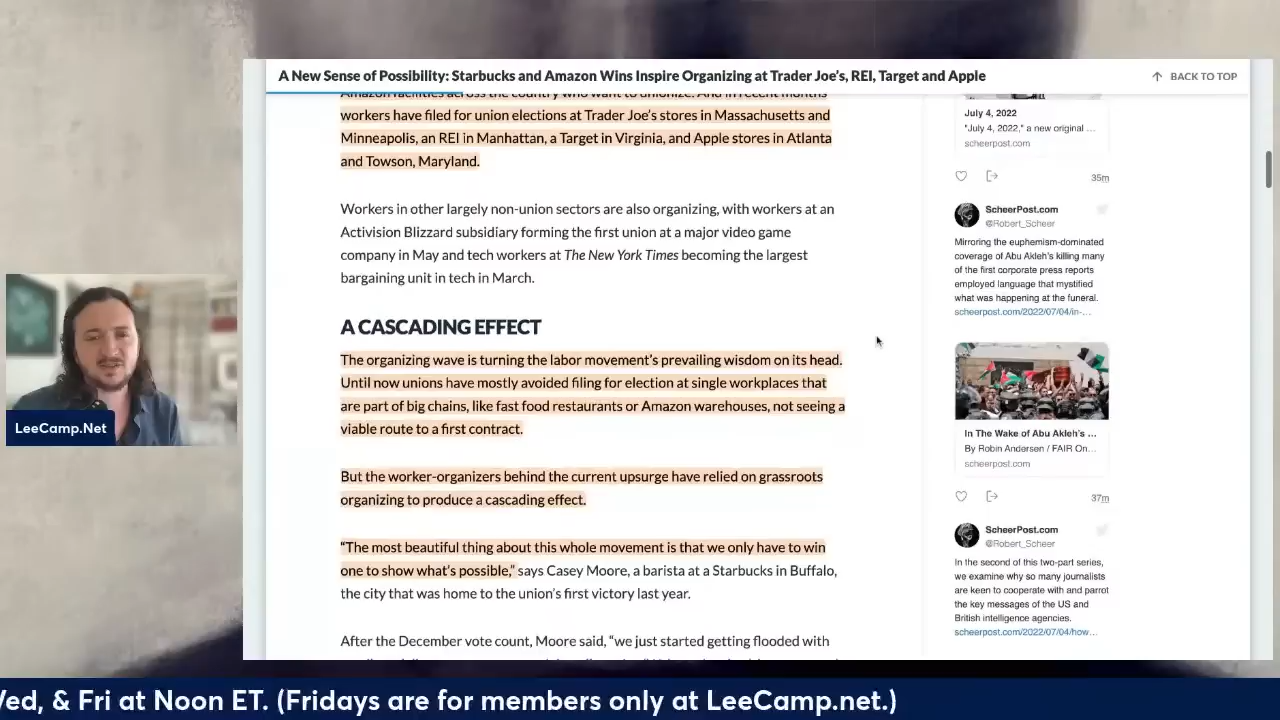 A New Sense of Possibility: Starbucks and Amazon Wins Inspire Organizing at Trader Joe's, REI, Target and Apple
BACK TO TOP
Amazon facilities across the country who want to unionize. And in recent months
workers have filed for union elections at Trader Joe's stores in Massachusetts and
Minneapolis, an REI in Manhattan, a Target in Virginia, and Apple stores in Atlanta
and Towson, Maryland.
Workers in other largely non-union sectors are also organizing, with workers at an
Activision Blizzard subsidiary forming the first union at a major video game
company in May and tech workers at The New York Times becoming the largest
bargaining unit in tech in March.
A CASCADING EFFECT
The organizing wave is turning the labor movement's prevailing wisdom on its head.
Until now unions have mostly avoided filing for election at single workplaces that
are part of big chains, like fast food restaurants or Amazon warehouses, not seeing a
viable route to a first contract.
But the worker-organizers behind the current upsurge have relied on grassroots
organizing to produce a cascading effect.
“The most beautiful thing about this whole movement is that we only have to win
one to show what's possible,” says Casey Moore, a barista at a Starbucks in Buffalo,
the city that was home to the union's first victory last year.
After the December vote count, Moore said, “we just started getting flooded with
July 4, 2022
"July 4, 2022," a new original ...
scheerpost.com
35m
ScheerPost.com
@Robert_Scheer
Mirroring the euphemism-dominated
coverage of Abu Akleh's killing many
of the first corporate press reports
employed language that mystified
what was happening at the funeral.
scheerpost.com/2022/07/04/in-...
In The Wake of Abu Akleh's ...
By Robin Andersen / FAIR On...
scheerpost.com
37m
ScheerPost.com
@Robert_Scheer
In the second of this two-part series,
we examine why so many journalists
are keen to cooperate with and parrot
the key messages of the US and
British intelligence agencies.
scheerpost.com/2022/07/04/how...
LeeCamp.Net
Wed, & Fri at Noon ET. (Fridays are for members only at LeeCamp.net.)